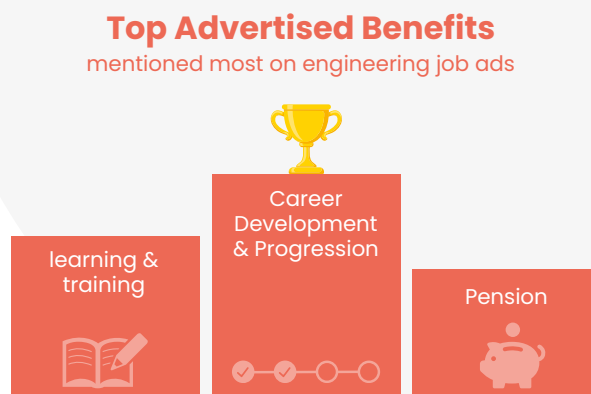 Top Advertised Benefits
mentioned most on engineering job ads
learning &
training
Career
Development
& Progression
Pension